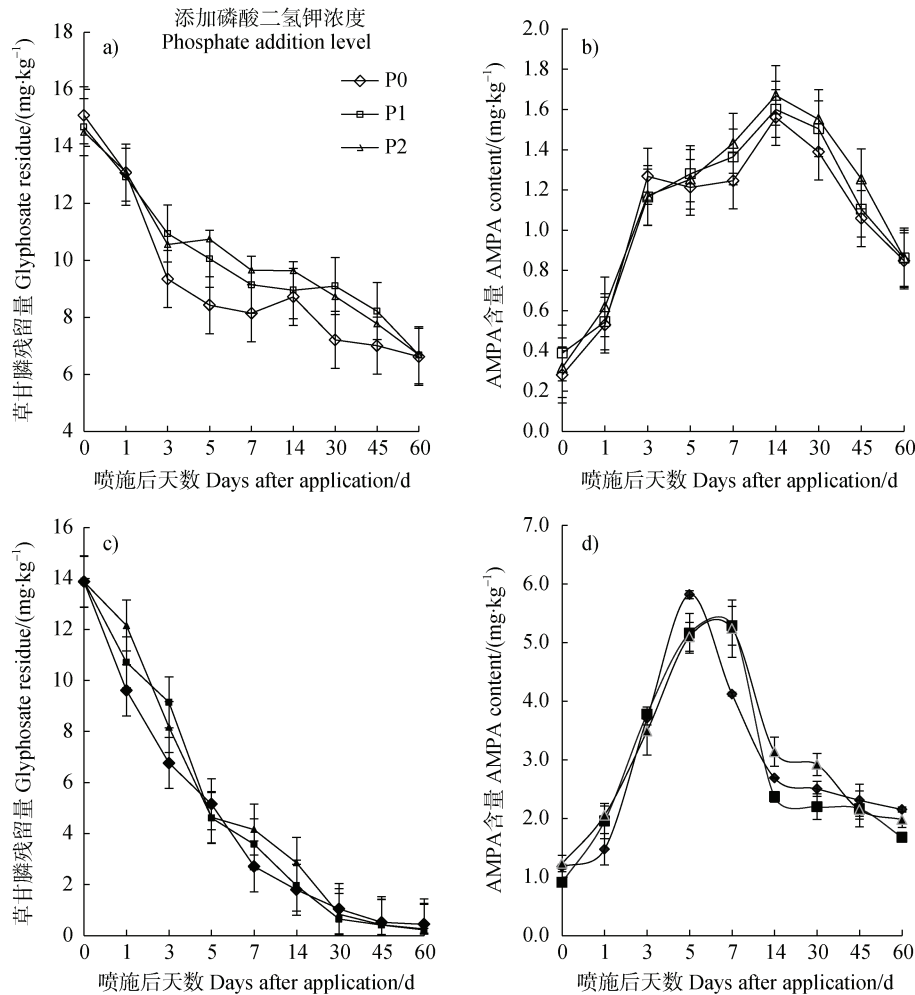 添加磷酸二氢钾浓度
Phosphate addition level
a)
P0
P1
P2
草甘膦残留量 Glyphosate residue/(mg·kg⁻¹)
16
14
12
10
8
6
4
18
0 1 3 5 7 14 30 45 60
喷施后天数 Days after application/d
b)
AMPA含量 AMPA content/(mg·kg⁻¹)
2.0
1.8
1.6
1.4
1.2
1.0
0.8
0.6
0.4
0.2
0.0
0 1 3 5 7 14 30 45 60
喷施后天数 Days after application/d
c)
草甘膦残留量 Glyphosate residue/(mg·kg⁻¹)
16
14
12
10
8
6
4
2
0
0 1 3 5 7 14 30 45 60
喷施后天数 Days after application/d
d)
AMPA含量 AMPA content/(mg·kg⁻¹)
7.0
6.0
5.0
4.0
3.0
2.0
1.0
0.0
0 1 3 5 7 14 30 45 60
喷施后天数 Days after application/d